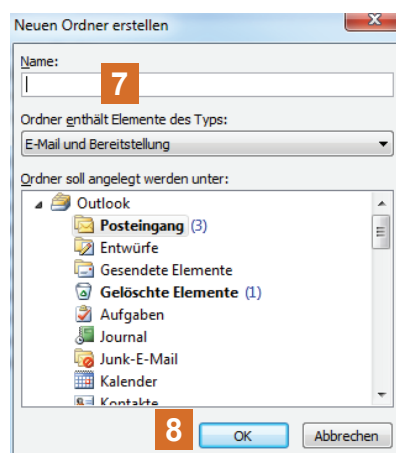 Neuen Ordner erstellen
Name:
7
Ordner enthält Elemente des Typs:
E-Mail und Bereitstellung
Ordner soll angelegt werden unter:
Outlook
Posteingang (3)
Entwürfe
Gesendete Elemente
Gelöschte Elemente (1)
Aufgaben
Journal
Junk-E-Mail
Kalender
Kontakte
8 OK Abbrechen